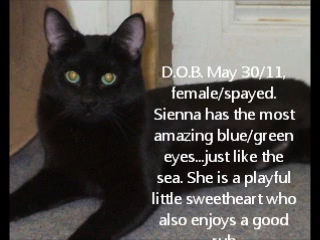 D.O.B. May 30/11,
female/spayed.
Sienna has the most
amazing blue/green
eyes...just like the
sea. She is a playful
little sweetheart who
also enjoys a good
rub